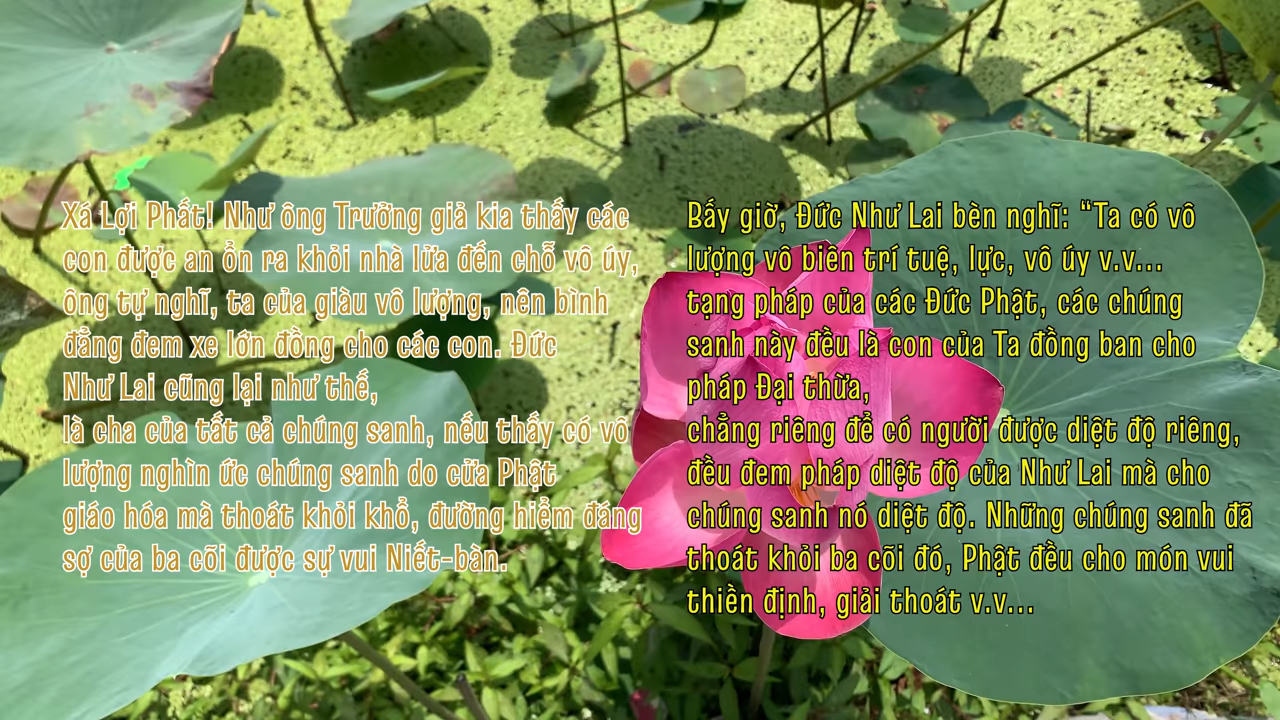 Xá Lợi Phất! Như ông Trưởng giả kia thấy các
con được an ổn ra khỏi nhà lửa đến chỗ vô úy,
ông tự nghĩ, ta của giàu vô lượng, nên bình
đẳng đem xe lớn đồng cho các con. Đức
Như Lai cũng lại như thế,
là cha của tất cả chúng sanh, nếu thấy có vô
lượng nghìn ức chúng sanh do cửa Phật
giáo hóa mà thoát khỏi khổ, đường hiểm đáng
sợ của ba cõi được sự vui Niết-bàn.
Bấy giờ, Đức Như Lai bèn nghĩ: “Ta có vô
lượng vô biên trí tuệ, lực, vô úy v.v...
tạng pháp của các Đức Phật, các chúng
sanh này đều là con của Ta đồng ban cho
pháp Đại thừa,
chẳng riêng để có người được diệt độ riêng,
đều đem pháp diệt độ của Như Lai mà cho
chúng sanh nó diệt độ. Những chúng sanh đã
thoát khỏi ba cõi đó, Phật đều cho món vui
thiền định, giải thoát v.v...